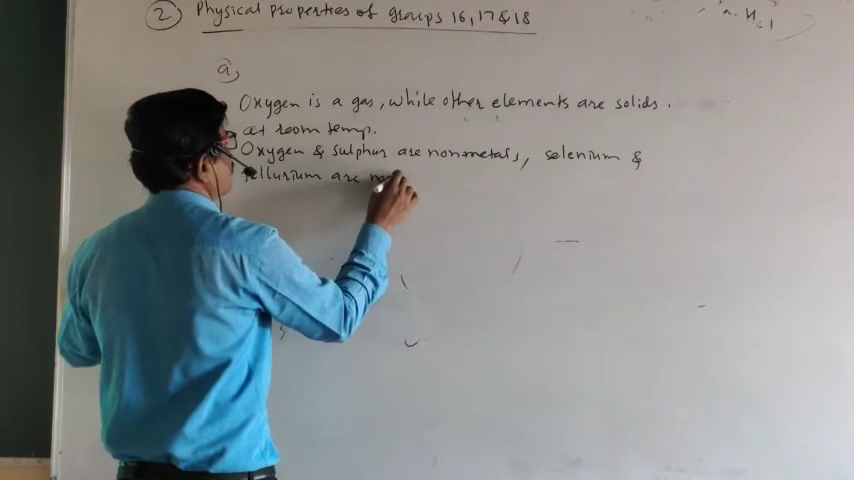 2 Physical properties of groups 16, 17 & 18
a,
Oxygen is a gas, while other elements are solids.
at room temp.
Oxygen & sulphur are nonmetals, selenium &
Tellurium are